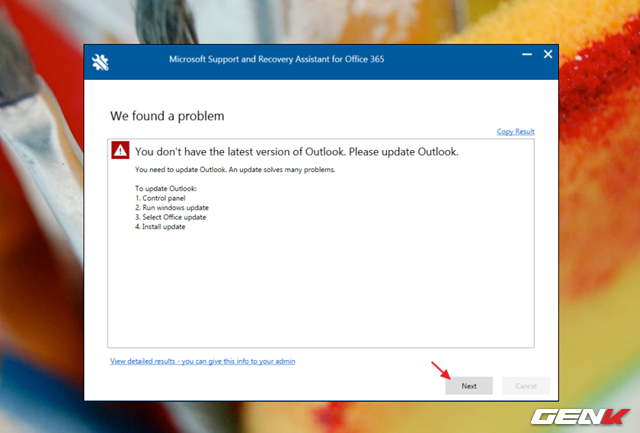 Microsoft Support and Recovery Assistant for Office 365
We found a problem
Copy Result
You don't have the latest version of Outlook. Please update Outlook.
You need to update Outlook. An update solves many problems.
To update Outlook:
1. Control panel
2. Run windows update
3. Select Office update
4. Install update
View detailed results - you can give this info to your admin
Next
Cancel
GENK